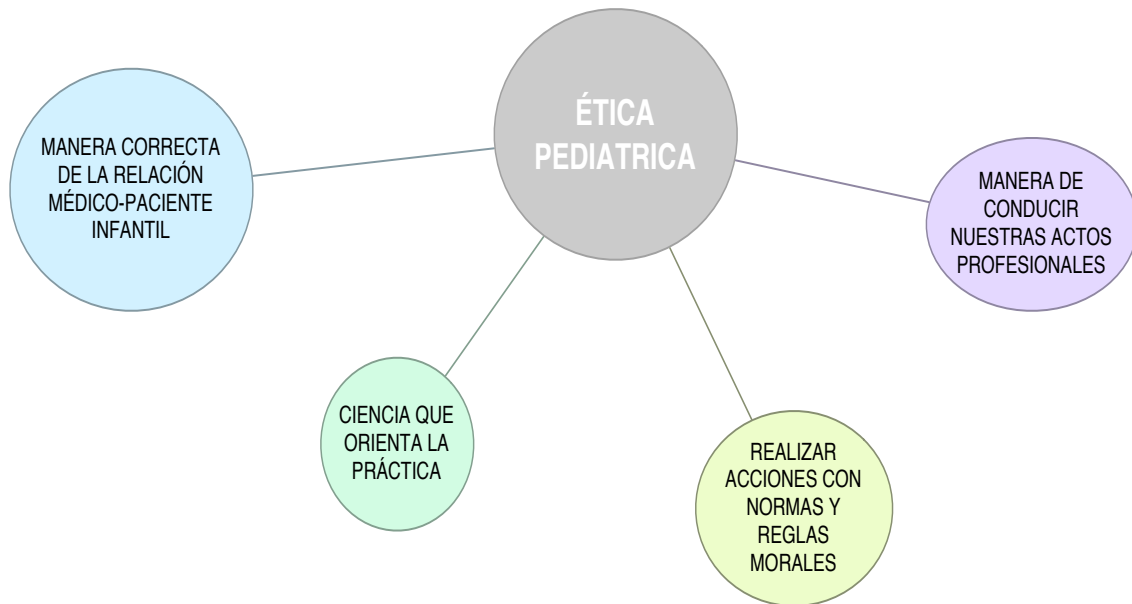 ÉTICA
PEDIATRICA
MANERA CORRECTA
DE LA RELACIÓN
MÉDICO-PACIENTE
INFANTIL
MANERA DE
CONDUCIR
NUESTRAS ACTOS
PROFESIONALES
CIENCIA QUE
ORIENTA LA
PRÁCTICA
REALIZAR
ACCIONES CON
NORMAS Y
REGLAS
MORALES